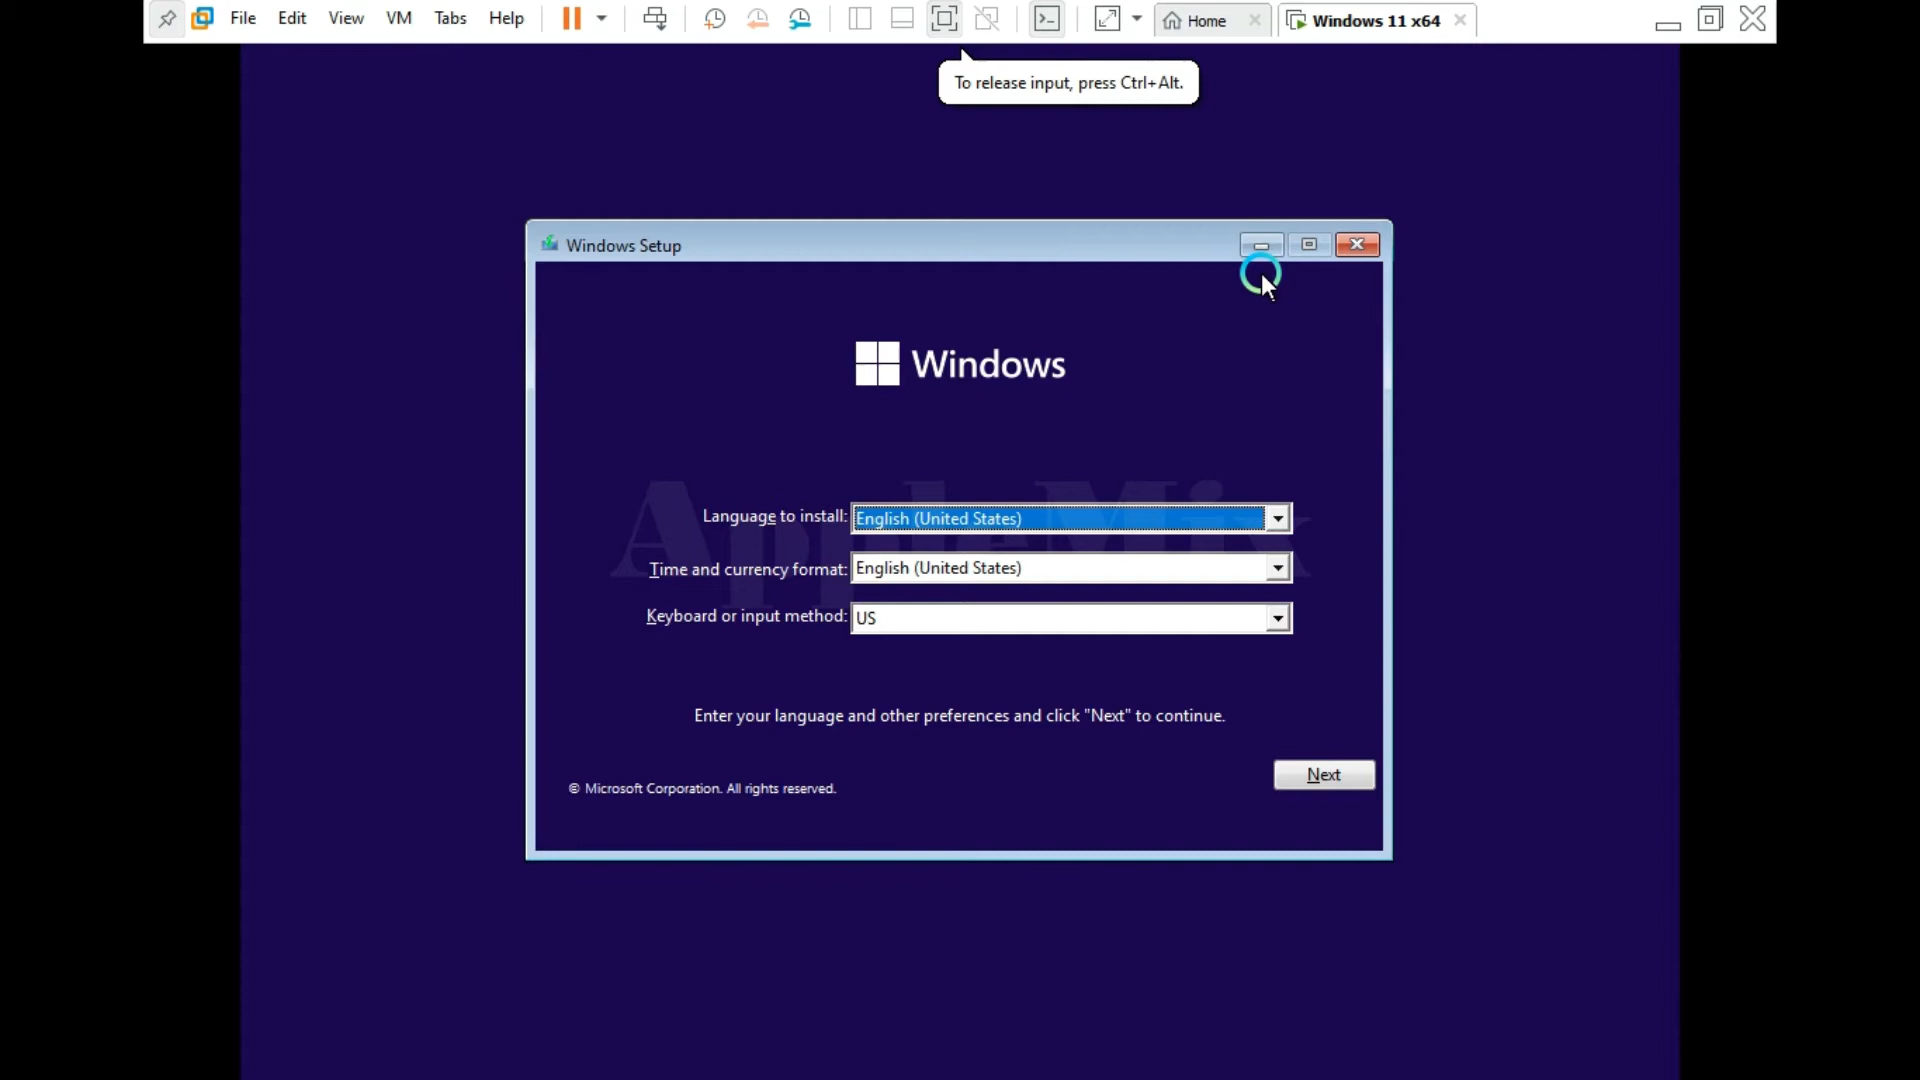 File Edit View VM Tabs Help Home Windows 11 x64
To release input, press Ctrl+Alt.
Windows Setup
Windows
AppleMix
Language to install: English (United States)
Time and currency format: English (United States)
Keyboard or input method: US
Enter your language and other preferences and click "Next" to continue.
Next
© Microsoft Corporation. All rights reserved.